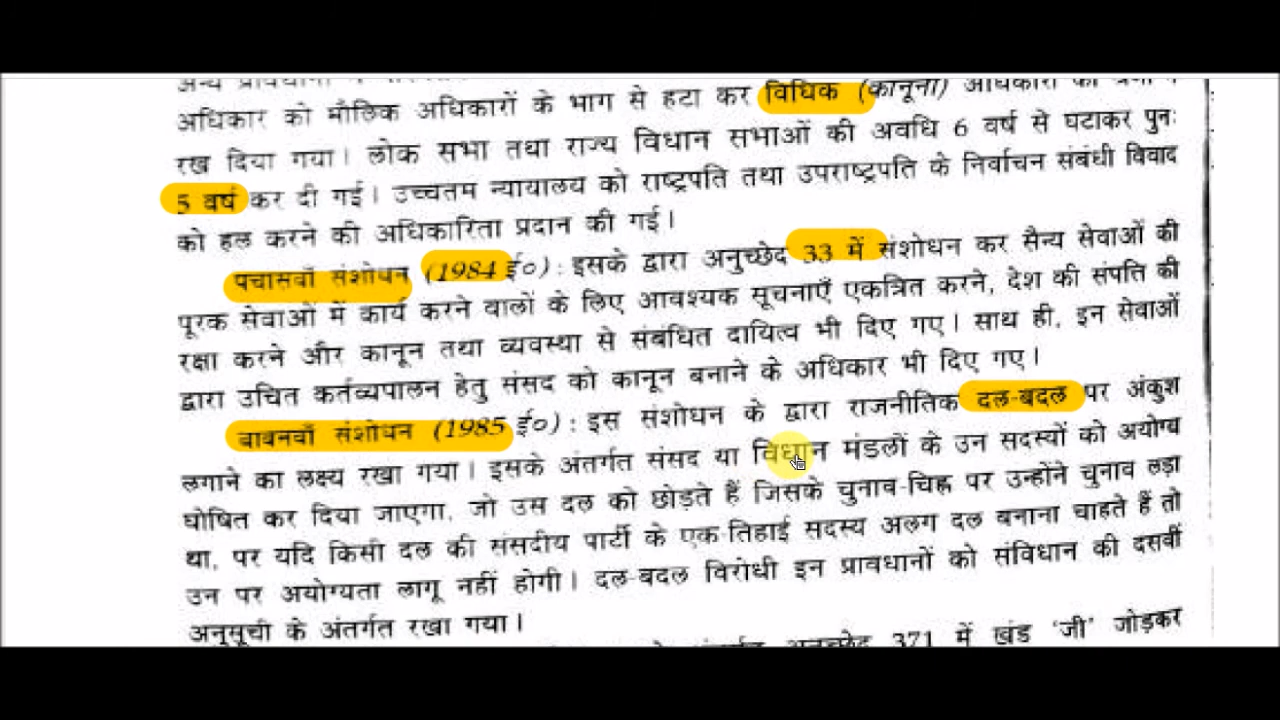 अधिकार को मौलिक अधिकारों के भाग से हटा कर विधिक (कानूनी)
रख दिया गया। लोक सभा तथा राज्य विधान सभाओं की अवधि 6 वर्ष से घटाकर पुनः
5 वर्ष कर दी गई। उच्चतम न्यायालय को राष्ट्रपति तथा उपराष्ट्रपति के निर्वाचन संबंधी विवाद
को हल करने की अधिकारिता प्रदान की गई।
पचासवाँ संशोधन (1984 ई०) : इसके द्वारा अनुच्छेद 33 में संशोधन कर सैन्य सेवाओं की
पूरक सेवाओं में कार्य करने वालों के लिए आवश्यक सूचनाएँ एकत्रित करने, देश की संपति की
रक्षा करने और कानून तथा व्यवस्था से संबंधित दायित्व भी दिए गए। साथ ही, इन सेवाओं
द्वारा उचित कर्तव्यपालन हेतु संसद को कानून बनाने के अधिकार भी दिए गए।
बावनवाँ संशोधन (1985 ई०) : इस संशोधन के द्वारा राजनीतिक दल-बदल पर अंकुश
लगाने का लक्ष्य रखा गया। इसके अंतर्गत संसद या विधान मंडलों के उन सदस्यों को अयोग्य
घोषित कर दिया जाएगा, जो उस दल को छोड़ते हैं जिसके चुनाव-चिह्न पर उन्होंने चुनाव लड़ा
था, पर यदि किसी दल की संसदीय पार्टी के एक-तिहाई सदस्य अलग दल बनाना चाहते हैं तो
उन पर अयोग्यता लागू नहीं होगी। दल-बदल विरोधी इन प्रावधानों को संविधान की दसवीं
अनुसूची के अंतर्गत रखा गया।
अनुच्छेद 371 में खंड 'जी' जोड़कर